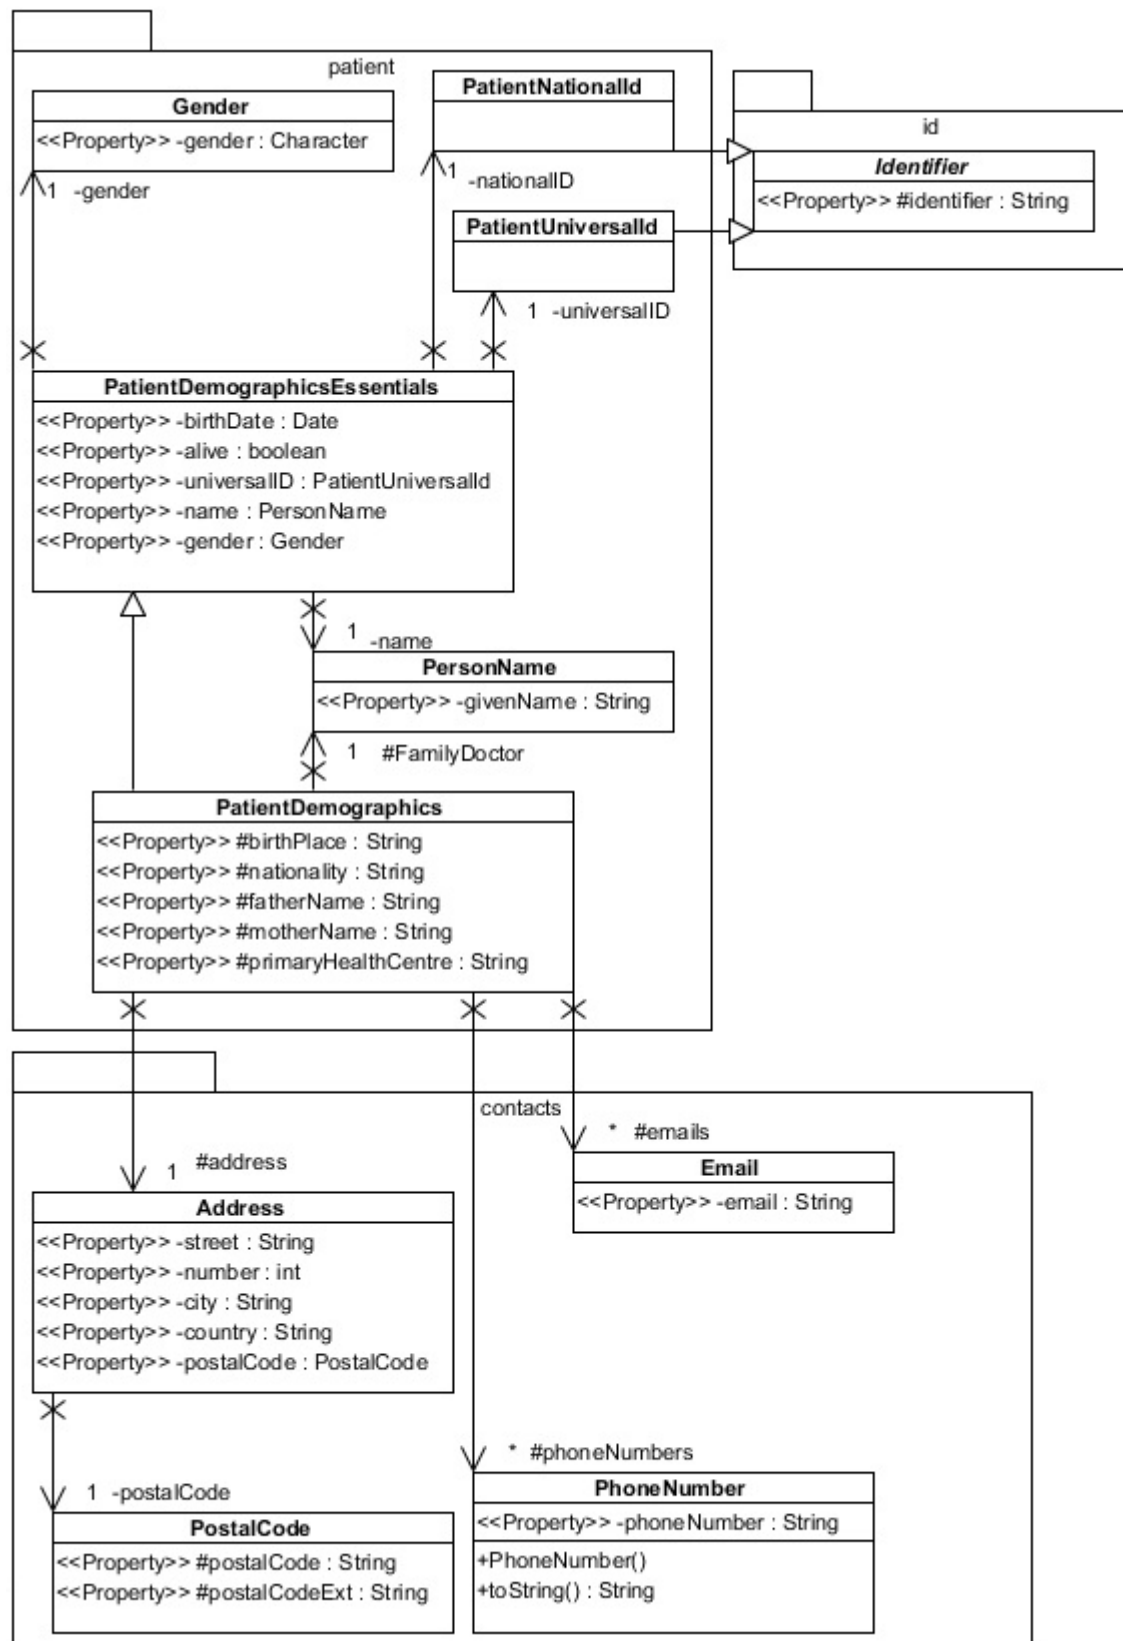 patient
Gender
<<Property>> -gender : Character
1 -gender
PatientNationalId
1 -nationalID
id
Identifier
<<Property>> #identifier : String
PatientUniversalId
1 -universalID
PatientDemographicsEssentials
<<Property>> -birthDate : Date
<<Property>> -alive : boolean
<<Property>> -universalID : PatientUniversalId
<<Property>> -name : PersonName
<<Property>> -gender : Gender
1 -name
PersonName
<<Property>> -givenName : String
1 #FamilyDoctor
PatientDemographics
<<Property>> #birthPlace : String
<<Property>> #nationality : String
<<Property>> #fatherName : String
<<Property>> #motherName : String
<<Property>> #primaryHealthCentre : String
contacts
* #emails
Email
<<Property>> -email : String
1 #address
Address
<<Property>> -street : String
<<Property>> -number : int
<<Property>> -city : String
<<Property>> -country : String
<<Property>> -postalCode : PostalCode
* #phoneNumbers
PhoneNumber
<<Property>> -phoneNumber : String
+PhoneNumber()
+toString() : String
1 -postalCode
PostalCode
<<Property>> #postalCode : String
<<Property>> #postalCodeExt : String